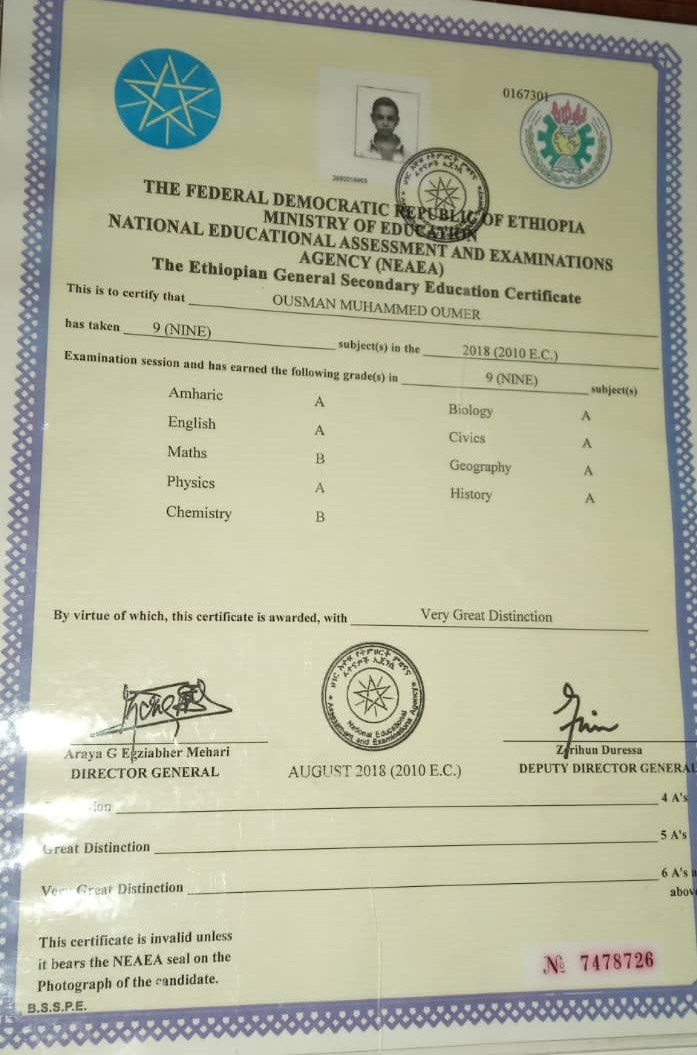 0167301
THE FEDERAL DEMOCRATIC REPUBLIC OF ETHIOPIA
MINISTRY OF EDUCATION
NATIONAL EDUCATIONAL ASSESSMENT AND EXAMINATIONS
AGENCY (NEAEA)
The Ethiopian General Secondary Education Certificate
This is to certify that OUSMAN MUHAMMED OUMER
has taken 9 (NINE) subject(s) in the 2018 (2010 E.C.)
Examination session and has earned the following grade(s) in 9 (NINE) subject(s)
Amharic A Biology A
English A Civics A
Maths B Geography A
Physics A History A
Chemistry B
By virtue of which, this certificate is awarded, with Very Great Distinction
National Educational
Assessment and Examinations Agency
Araya G Egziabher Mehari Zerihun Duressa
DIRECTOR GENERAL AUGUST 2018 (2010 E.C.) DEPUTY DIRECTOR GENERAL
4 A's
Great Distinction 5 A's
Very Great Distinction 6 A's
This certificate is invalid unless
it bears the NEAEA seal on the
Photograph of the candidate.
№ 7478726
B.S.S.P.E.